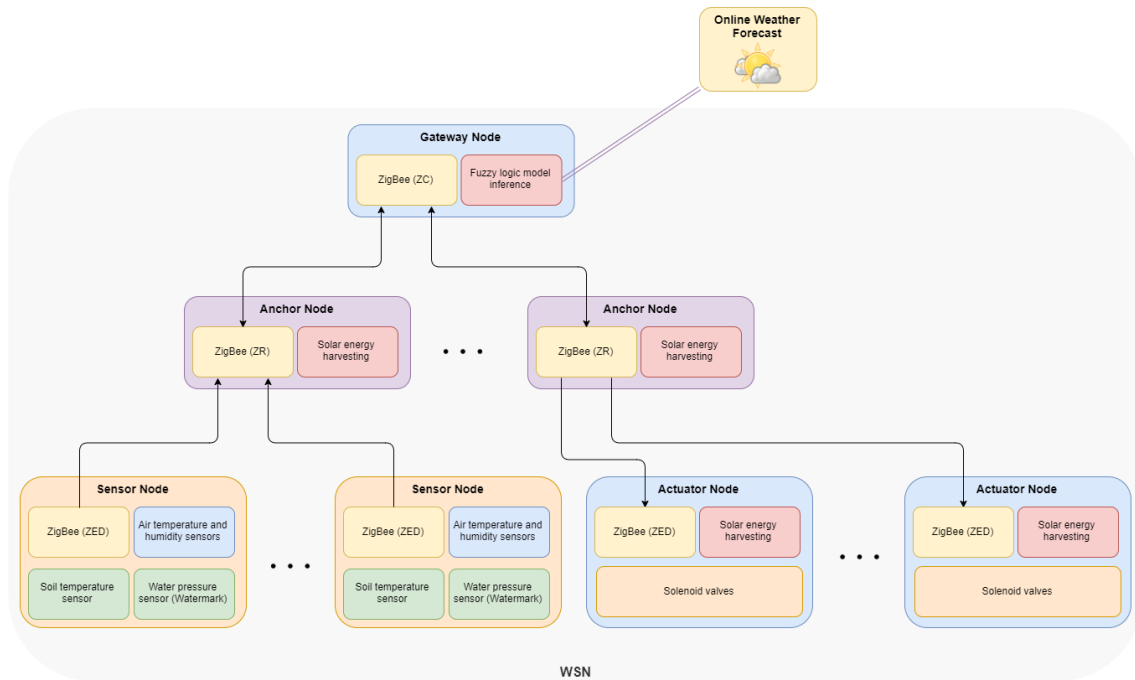 Online Weather
Forecast
Gateway Node
ZigBee (ZC)
Fuzzy logic model
inference
Anchor Node
ZigBee (ZR)
Solar energy
harvesting
Anchor Node
ZigBee (ZR)
Solar energy
harvesting
Sensor Node
ZigBee (ZED)
Air temperature and
humidity sensors
Soil temperature
sensor
Water pressure
sensor (Watermark)
Sensor Node
ZigBee (ZED)
Air temperature and
humidity sensors
Soil temperature
sensor
Water pressure
sensor (Watermark)
Actuator Node
ZigBee (ZED)
Solar energy
harvesting
Solenoid valves
Actuator Node
ZigBee (ZED)
Solar energy
harvesting
Solenoid valves
WSN